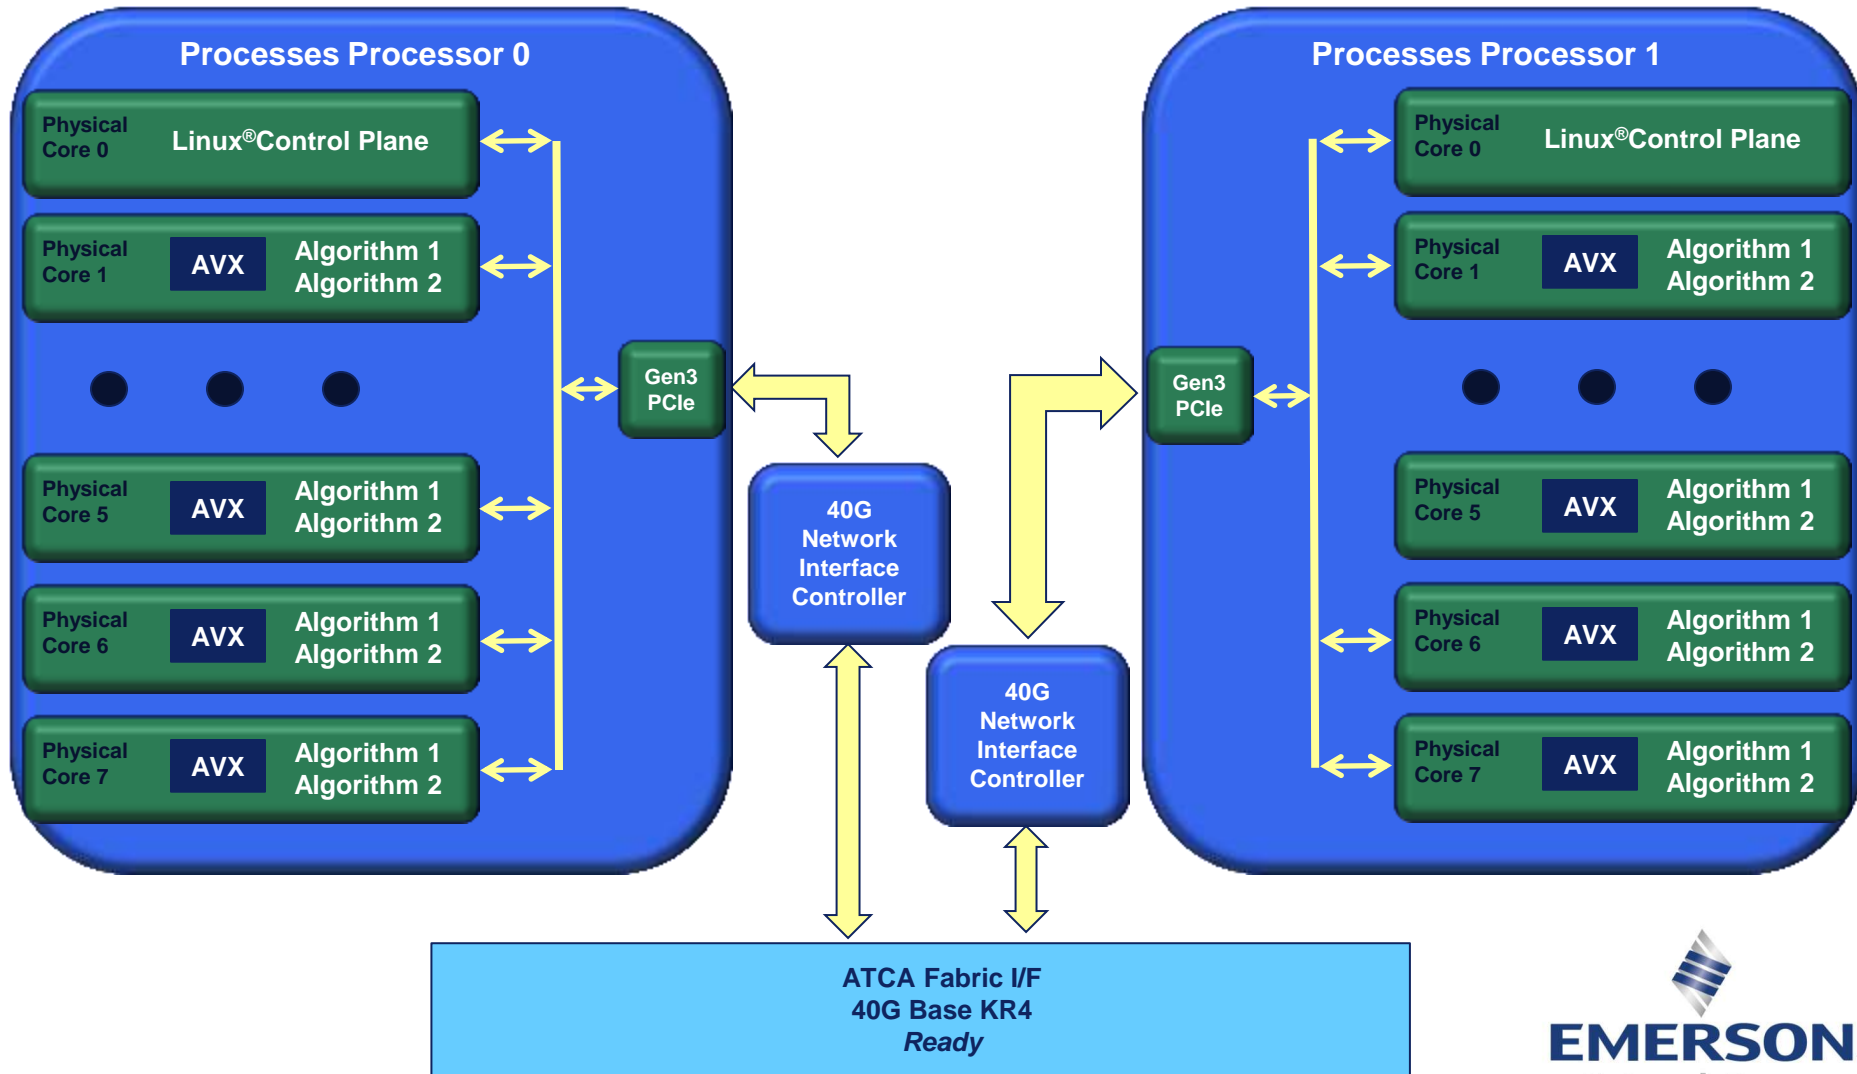 Processes Processor 0
Physical
Core 0
Linux®Control Plane
Physical
Core 1
AVX
Algorithm 1
Algorithm 2
Physical
Core 5
AVX
Algorithm 1
Algorithm 2
Physical
Core 6
AVX
Algorithm 1
Algorithm 2
Physical
Core 7
AVX
Algorithm 1
Algorithm 2
Gen3
PCIe
40G
Network
Interface
Controller
40G
Network
Interface
Controller
Processes Processor 1
Gen3
PCIe
Physical
Core 0
Linux®Control Plane
Physical
Core 1
AVX
Algorithm 1
Algorithm 2
Physical
Core 5
AVX
Algorithm 1
Algorithm 2
Physical
Core 6
AVX
Algorithm 1
Algorithm 2
Physical
Core 7
AVX
Algorithm 1
Algorithm 2
ATCA Fabric I/F
40G Base KR4
Ready
EMERSON